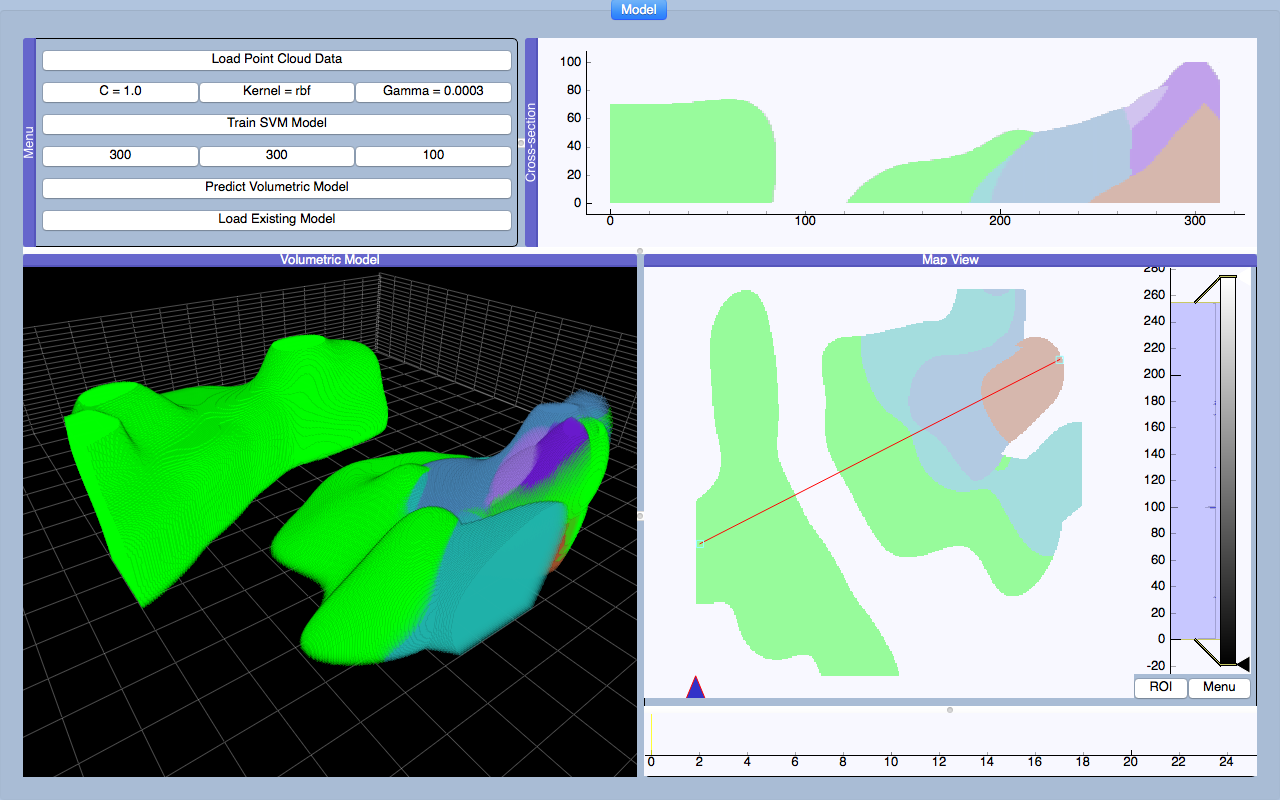 Model
Menu
Load Point Cloud Data
C = 1.0 Kernel = rbf Gamma = 0.0003
Train SVM Model
300 300 100
Predict Volumetric Model
Load Existing Model
Cross-section
100
80
60
40
20
0
0 100 200 300
Volumetric Model
Map View
280
260
240
220
200
180
160
140
120
100
80
60
40
20
0
-20
ROI Menu
0 2 4 6 8 10 12 14 16 18 20 22 24